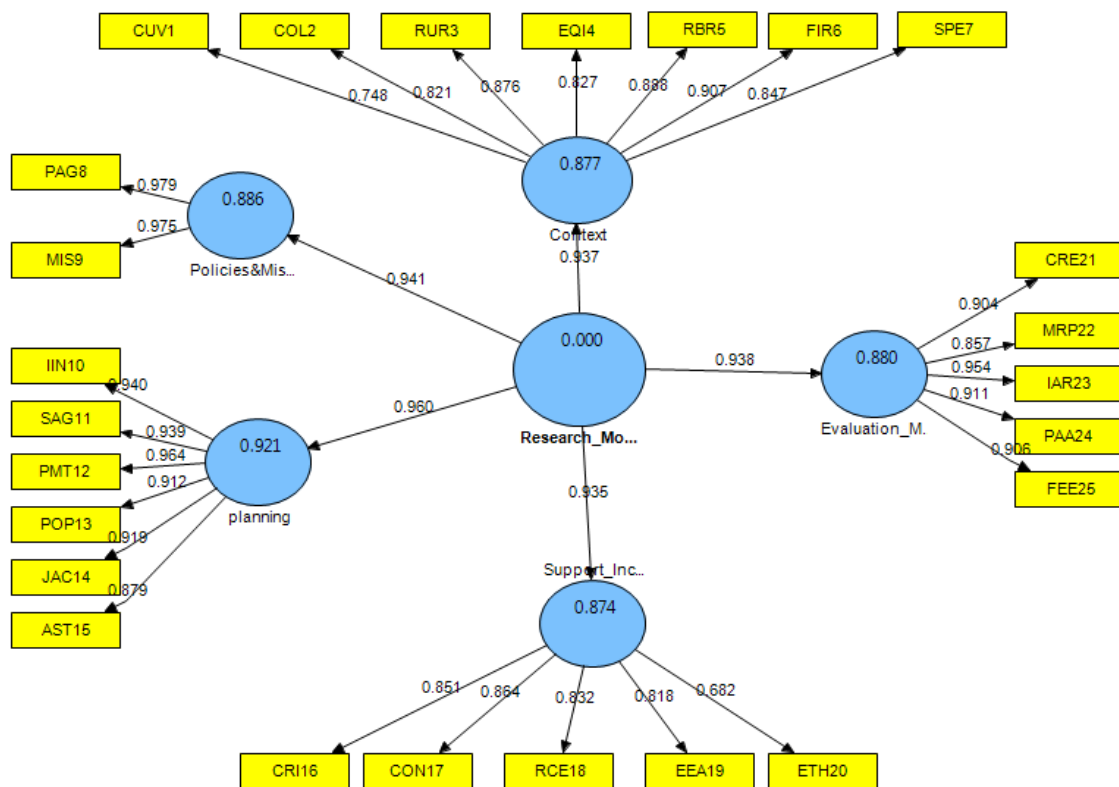 CUV1
COL2
RUR3
EQI4
RBR5
FIR6
SPE7
0.748
0.821
0.876
0.827
0.888
0.907
0.847
0.877
Context
0.937
PAG8
MIS9
0.979
0.975
0.886
Policies&Mis...
0.941
0.000
Research_Mo...
0.938
0.880
Evaluation_M.
0.904
0.857
0.954
0.911
0.906
CRE21
MRP22
IAR23
PAA24
FEE25
IIN10
SAG11
PMT12
POP13
JAC14
AST15
0.940
0.939
0.964
0.912
0.919
0.879
0.921
planning
0.960
0.935
Support_Inc...
0.874
0.851
0.864
0.832
0.818
0.682
CRI16
CON17
RCE18
EEA19
ETH20